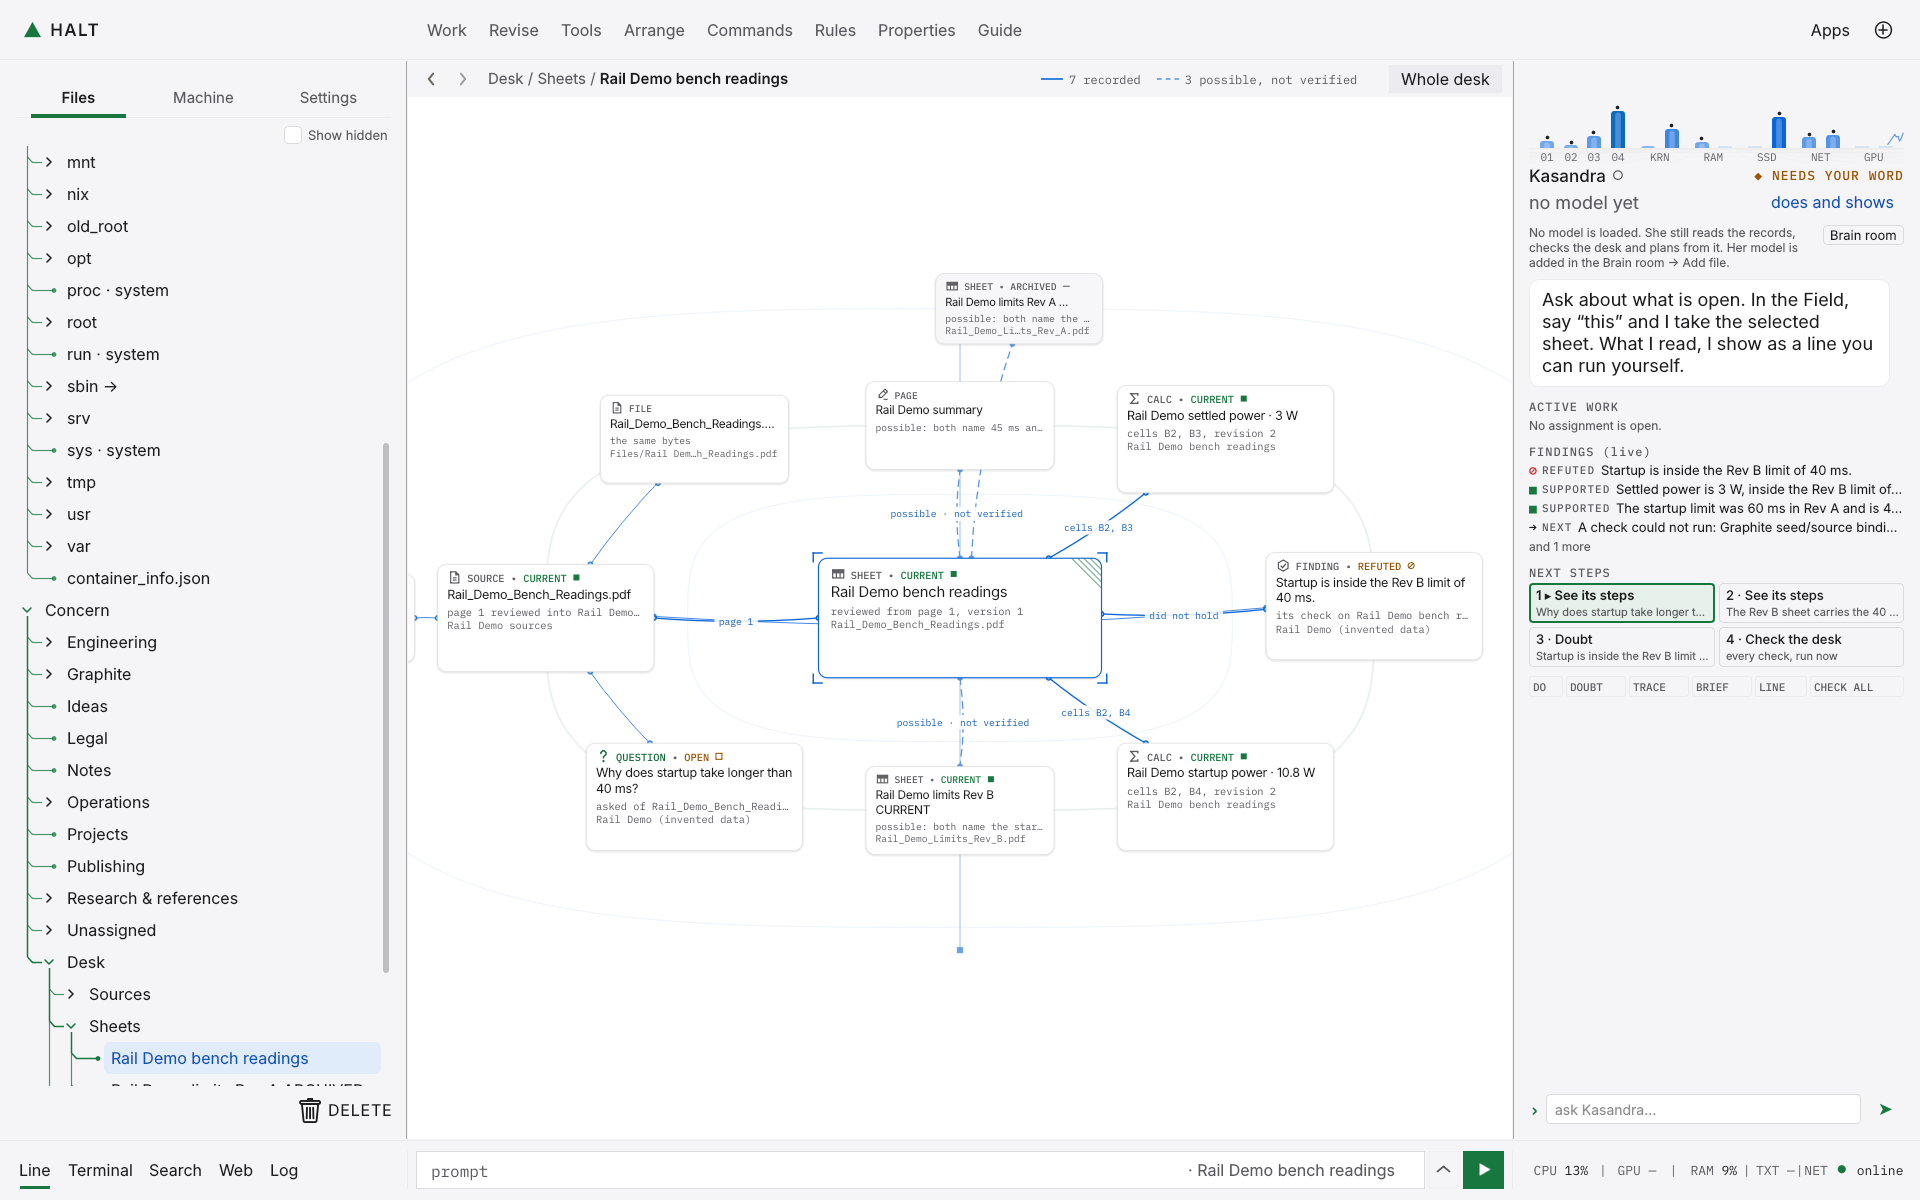 HALT
Work Revise Tools Arrange Commands Rules Properties Guide
Apps
Files Machine Settings
Show hidden
mnt
nix
old_root
opt
proc · system
root
run · system
sbin →
srv
sys · system
tmp
usr
var
container_info.json
Concern
Engineering
Graphite
Ideas
Legal
Notes
Operations
Projects
Publishing
Research & references
Unassigned
Desk
Sources
Sheets
Rail Demo bench readings
DELETE
Desk / Sheets / Rail Demo bench readings
7 recorded
3 possible, not verified
Whole desk
SHEET • ARCHIVED —
Rail Demo limits Rev A ...
possible: both name the …
Rail_Demo_Li…ts_Rev_A.pdf
FILE
Rail_Demo_Bench_Readings....
the same bytes
Files/Rail Dem…h_Readings.pdf
PAGE
Rail Demo summary
possible: both name 45 ms an…
CALC • CURRENT
Rail Demo settled power · 3 W
cells B2, B3, revision 2
Rail Demo bench readings
possible · not verified
cells B2, B3
SOURCE • CURRENT
Rail_Demo_Bench_Readings.pdf
page 1 reviewed into Rail Demo…
Rail Demo sources
page 1
SHEET • CURRENT
Rail Demo bench readings
reviewed from page 1, version 1
Rail_Demo_Bench_Readings.pdf
did not hold
FINDING • REFUTED
Startup is inside the Rev B limit of
40 ms.
its check on Rail Demo bench r…
Rail Demo (invented data)
possible · not verified
cells B2, B4
QUESTION • OPEN
Why does startup take longer than
40 ms?
asked of Rail_Demo_Bench_Readi…
Rail Demo (invented data)
SHEET • CURRENT
Rail Demo limits Rev B
CURRENT
possible: both name the star…
Rail_Demo_Limits_Rev_B.pdf
CALC • CURRENT
Rail Demo startup power · 10.8 W
cells B2, B4, revision 2
Rail Demo bench readings
01 02 03 04 KRN RAM SSD NET GPU
Kasandra
NEEDS YOUR WORD
no model yet
does and shows
No model is loaded. She still reads the records,
checks the desk and plans from it. Her model is
added in the Brain room → Add file.
Brain room
Ask about what is open. In the Field,
say “this” and I take the selected
sheet. What I read, I show as a line you
can run yourself.
ACTIVE WORK
No assignment is open.
FINDINGS (live)
REFUTED Startup is inside the Rev B limit of 40 ms.
SUPPORTED Settled power is 3 W, inside the Rev B limit of...
SUPPORTED The startup limit was 60 ms in Rev A and is 4...
→ NEXT A check could not run: Graphite seed/source bindi...
and 1 more
NEXT STEPS
1 ▸ See its steps
Why does startup take longer t...
2 · See its steps
The Rev B sheet carries the 40 ...
3 · Doubt
Startup is inside the Rev B limit ...
4 · Check the desk
every check, run now
DO DOUBT TRACE BRIEF LINE CHECK ALL
ask Kasandra...
Line Terminal Search Web Log
prompt
· Rail Demo bench readings
CPU 13% | GPU — | RAM 9% | TXT —|NET ● online